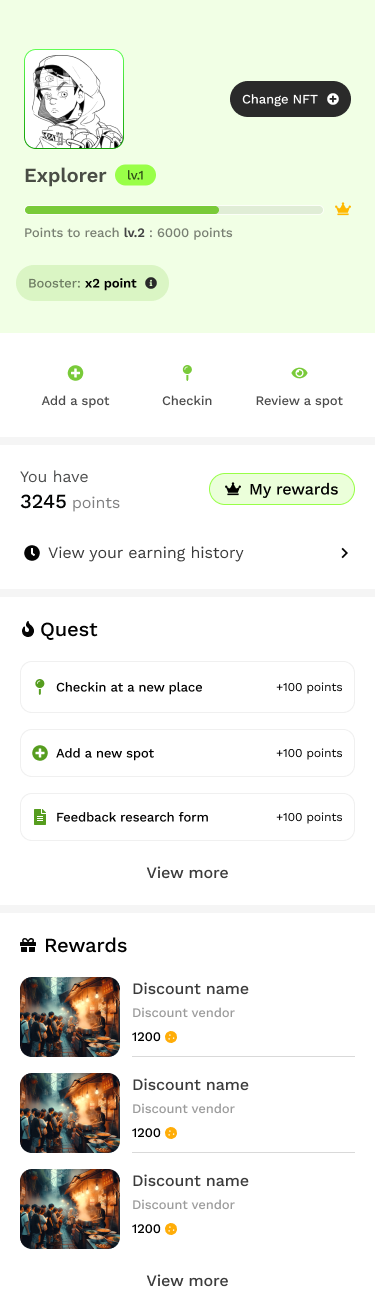 Change NFT
Explorer lv.1
Points to reach lv.2 : 6000 points
Booster: x2 point
Add a spot
Checkin
Review a spot
You have
3245 points
My rewards
View your earning history
Quest
Checkin at a new place +100 points
Add a new spot +100 points
Feedback research form +100 points
View more
Rewards
Discount name
Discount vendor
1200
Discount name
Discount vendor
1200
Discount name
Discount vendor
1200
View more